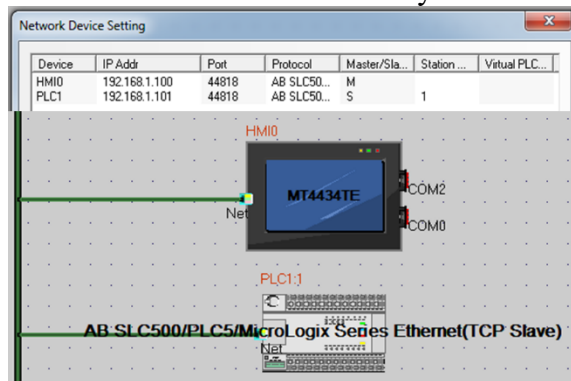 Network Device Setting
Device IP Addr Port Protocol Master/Sla... Station ... Virtual PLC...
HMI0 192.168.1.100 44818 AB SLC50... M
PLC1 192.168.1.101 44818 AB SLC50... S 1
HMI0
MT4434TE
COM2
Net
COM0
PLC1:1
AB SLC500/PLC5/MicroLogix Series Ethernet(TCP Slave)
Net